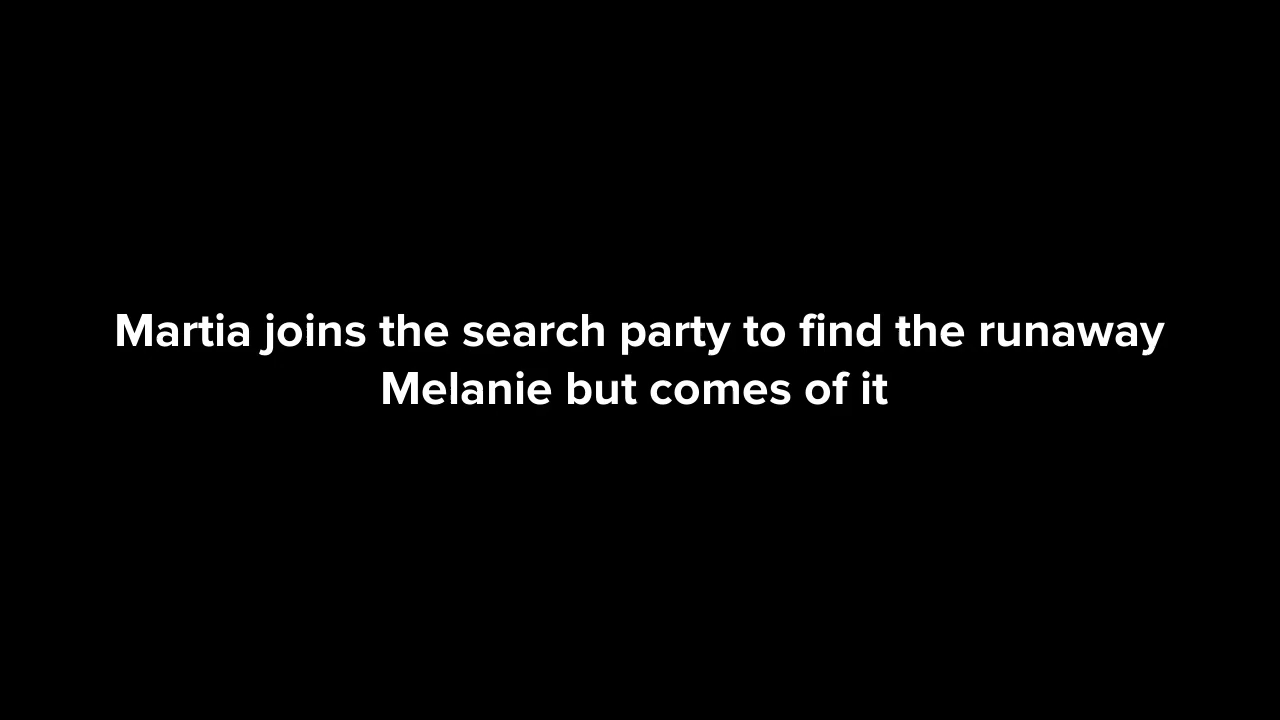 Martia joins the search party to find the runaway
Melanie but comes of it